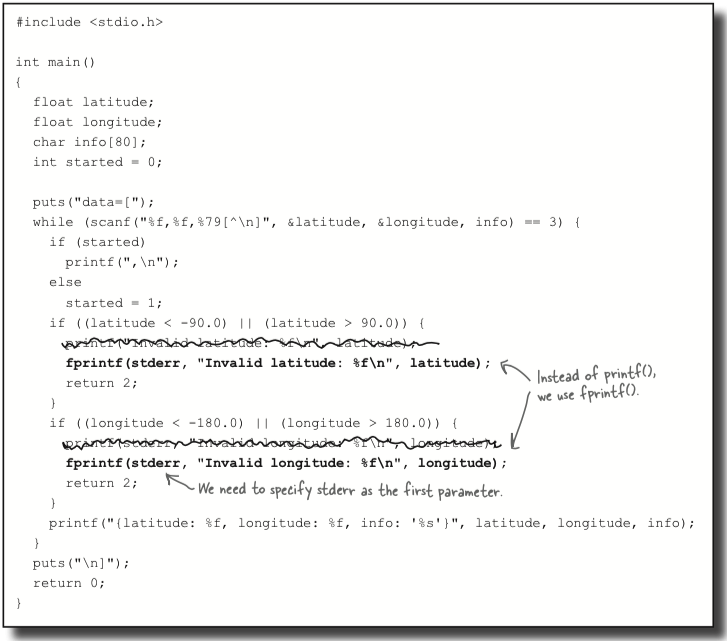 #include <stdio.h>
int main()
{
float latitude;
float longitude;
char info[80];
int started = 0;
puts("data=[");
while (scanf("%f,%f,%79[^\n]", &latitude, &longitude, info) == 3) {
if (started)
printf(",\n");
else
started = 1;
if ((latitude < -90.0) || (latitude > 90.0)) {
printf("Invalid latitude: %f\n", latitude);
fprintf(stderr, "Invalid latitude: %f\n", latitude);
return 2;
}
Instead of printf(),
we use fprintf().
if ((longitude < -180.0) || (longitude > 180.0)) {
printf(stderr, "Invalid longitude: %f\n", longitude);
fprintf(stderr, "Invalid longitude: %f\n", longitude);
return 2;
We need to specify stderr as the first parameter.
}
printf("{latitude: %f, longitude: %f, info: '%s'}", latitude, longitude, info);
}
puts("\n]");
return 0;
}